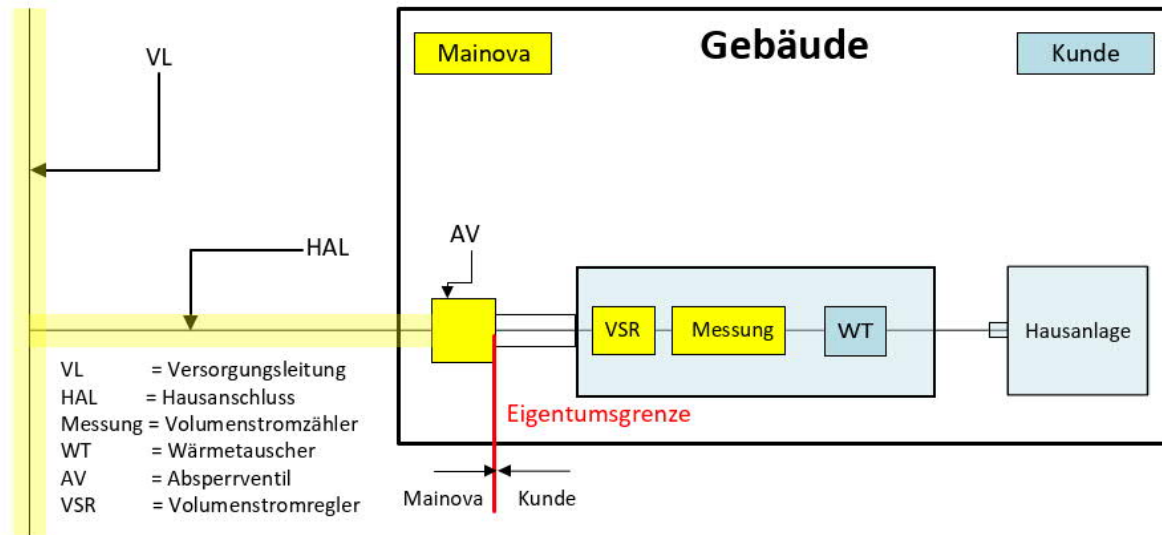 Gebäude
Mainova
Kunde
VL
HAL
AV
VSR
Messung
WT
Hausanlage
Eigentumsgrenze
Mainova
Kunde
VL = Versorgungsleitung
HAL = Hausanschluss
Messung = Volumenstromzähler
WT = Wärmetauscher
AV = Absperrventil
VSR = Volumenstromregler